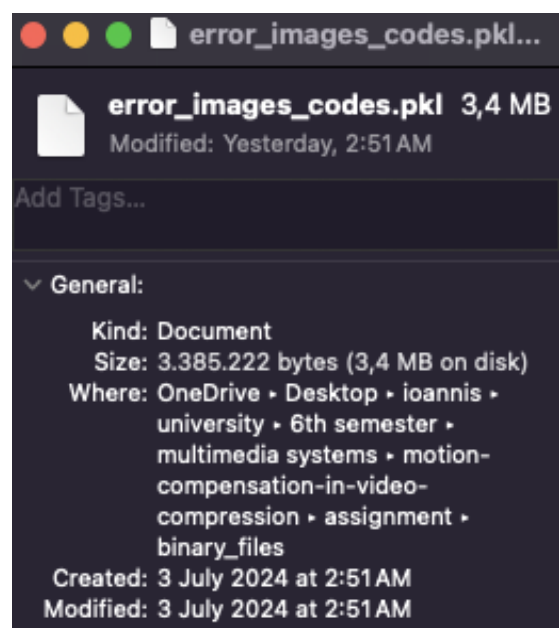 error_images_codes.pkl...
error_images_codes.pkl 3,4 MB
Modified: Yesterday, 2:51 AM
Add Tags...
General:
Kind: Document
Size: 3.385.222 bytes (3,4 MB on disk)
Where: OneDrive ▸ Desktop ▸ ioannis ▸
university ▸ 6th semester ▸
multimedia systems ▸ motion-
compensation-in-video-
compression ▸ assignment ▸
binary_files
Created: 3 July 2024 at 2:51 AM
Modified: 3 July 2024 at 2:51 AM